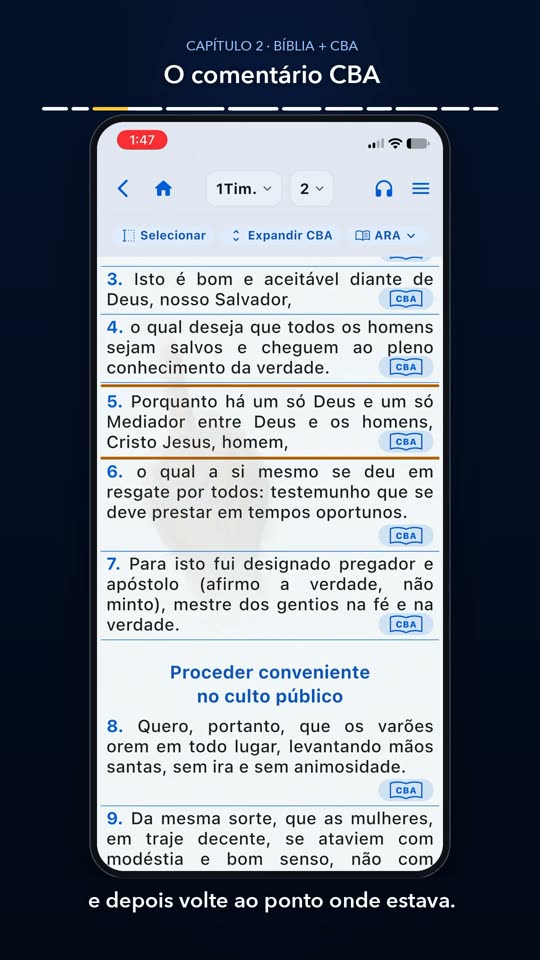 CAPÍTULO 2 · BÍBLIA + CBA
O comentário CBA
1:47
1Tim.
2
Selecionar
Expandir CBA
ARA
3. Isto é bom e aceitável diante de
Deus, nosso Salvador,
CBA
4. o qual deseja que todos os homens
sejam salvos e cheguem ao pleno
conhecimento da verdade.
CBA
5. Porquanto há um só Deus e um só
Mediador entre Deus e os homens,
Cristo Jesus, homem,
CBA
6. o qual a si mesmo se deu em
resgate por todos: testemunho que se
deve prestar em tempos oportunos.
CBA
7. Para isto fui designado pregador e
apóstolo (afirmo a verdade, não
minto), mestre dos gentios na fé e na
verdade.
CBA
Proceder conveniente
no culto público
8. Quero, portanto, que os varões
orem em todo lugar, levantando mãos
santas, sem ira e sem animosidade.
CBA
9. Da mesma sorte, que as mulheres,
em traje decente, se ataviem com
modéstia e bom senso, não com
e depois volte ao ponto onde estava.